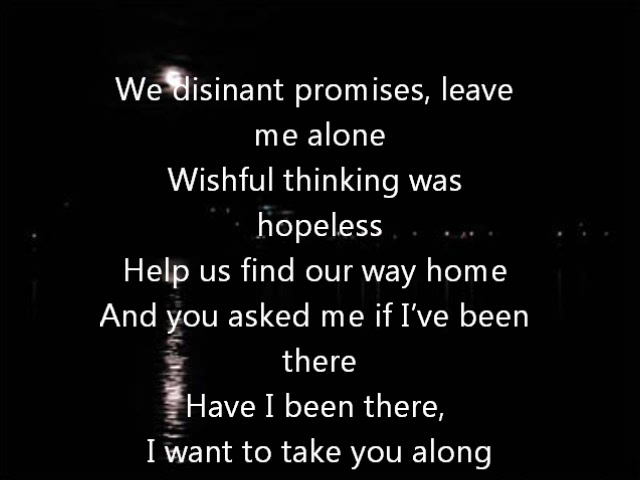 We disinant promises, leave
me alone
Wishful thinking was
hopeless
Help us find our way home
And you asked me if I've been
there
Have I been there,
I want to take you along